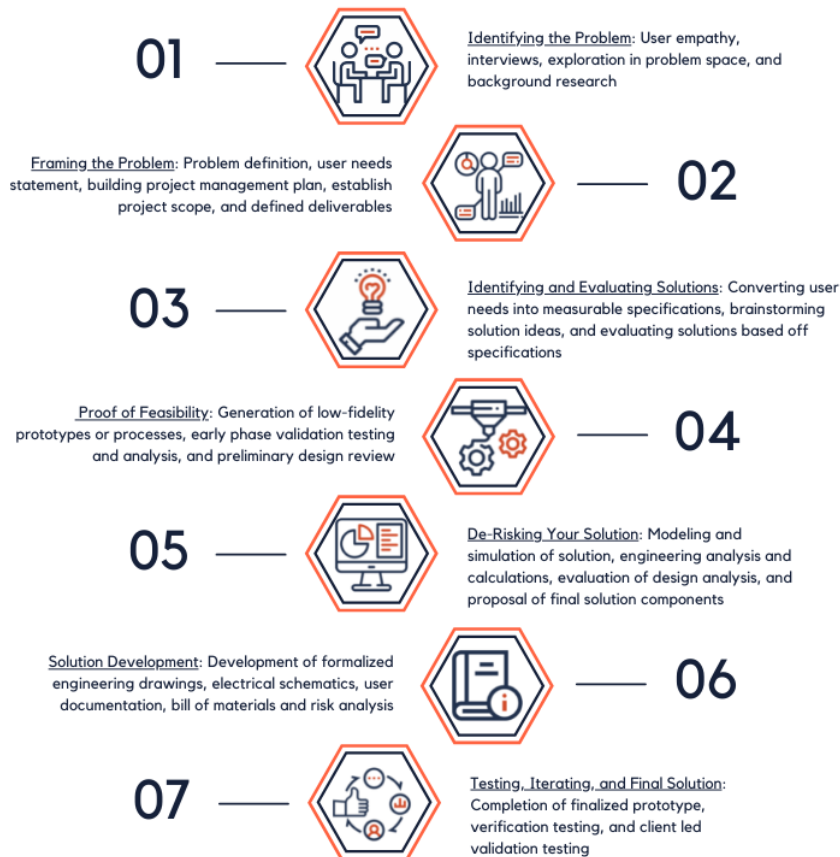 01
Identifying the Problem: User empathy,
interviews, exploration in problem space, and
background research
Framing the Problem: Problem definition, user needs
statement, building project management plan, establish
project scope, and defined deliverables
02
03
Identifying and Evaluating Solutions: Converting user
needs into measurable specifications, brainstorming
solution ideas, and evaluating solutions based off
specifications
Proof of Feasibility: Generation of low-fidelity
prototypes or processes, early phase validation testing
and analysis, and preliminary design review
04
05
De-Risking Your Solution: Modeling and
simulation of solution, engineering analysis and
calculations, evaluation of design analysis, and
proposal of final solution components
Solution Development: Development of formalized
engineering drawings, electrical schematics, user
documentation, bill of materials and risk analysis
06
07
Testing, Iterating, and Final Solution:
Completion of finalized prototype,
verification testing, and client led
validation testing